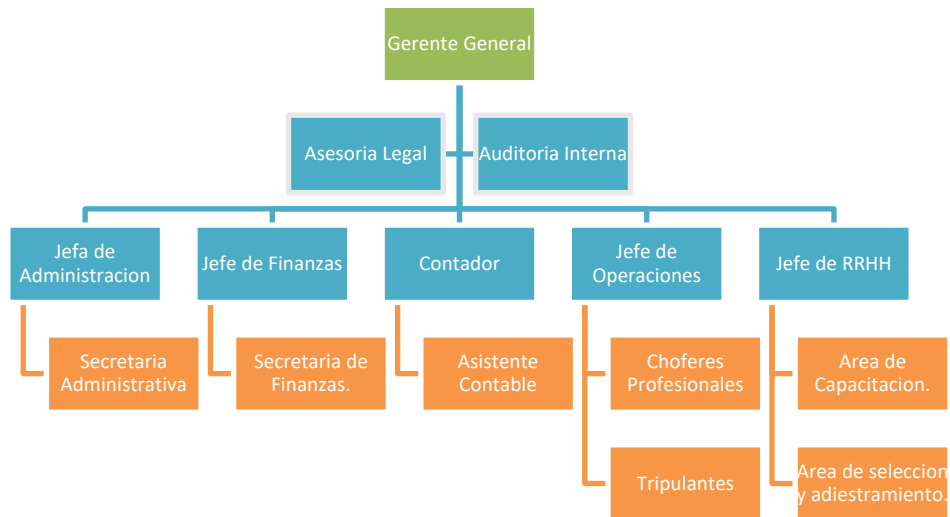 Gerente General
Asesoria Legal
Auditoria Interna
Jefa de
Administracion
Jefe de Finanzas
Contador
Jefe de
Operaciones
Jefe de RRHH
Secretaria
Administrativa
Secretaria de
Finanzas.
Asistente
Contable
Choferes
Profesionales
Area de
Capacitacion.
Tripulantes
Area de seleccion
y adiestramiento.